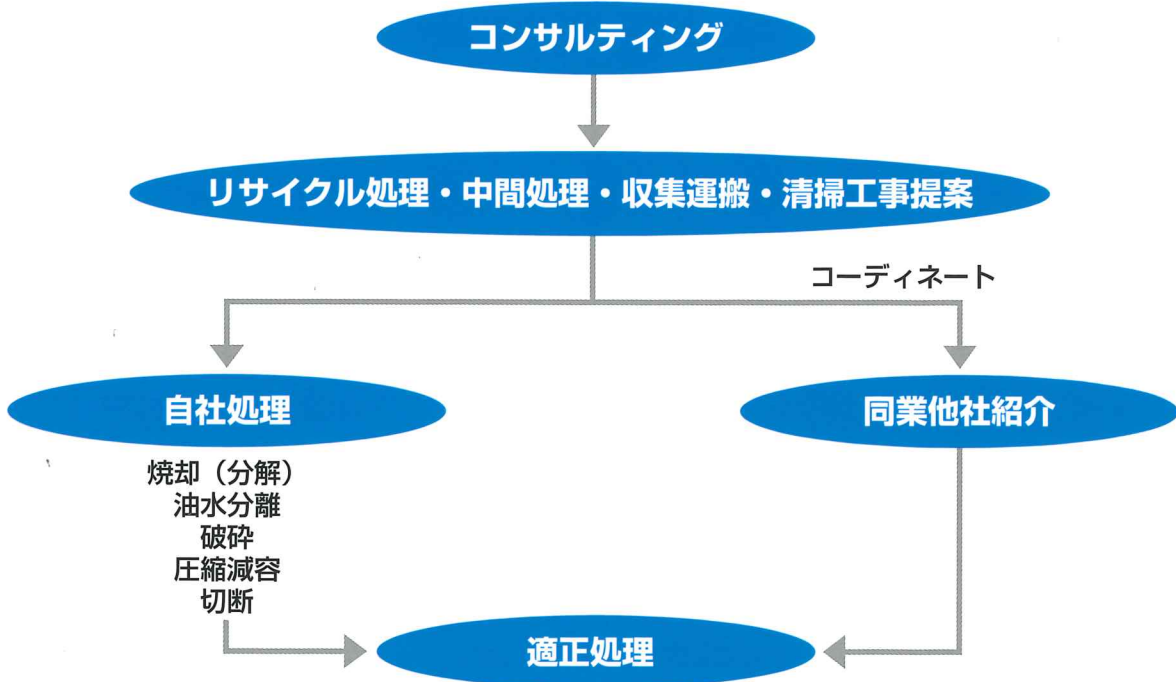 コンサルティング
リサイクル処理・中間処理・収集運搬・清掃工事提案
コーディネート
自社処理
同業他社紹介
焼却（分解）
油水分離
破砕
圧縮減容
切断
適正処理